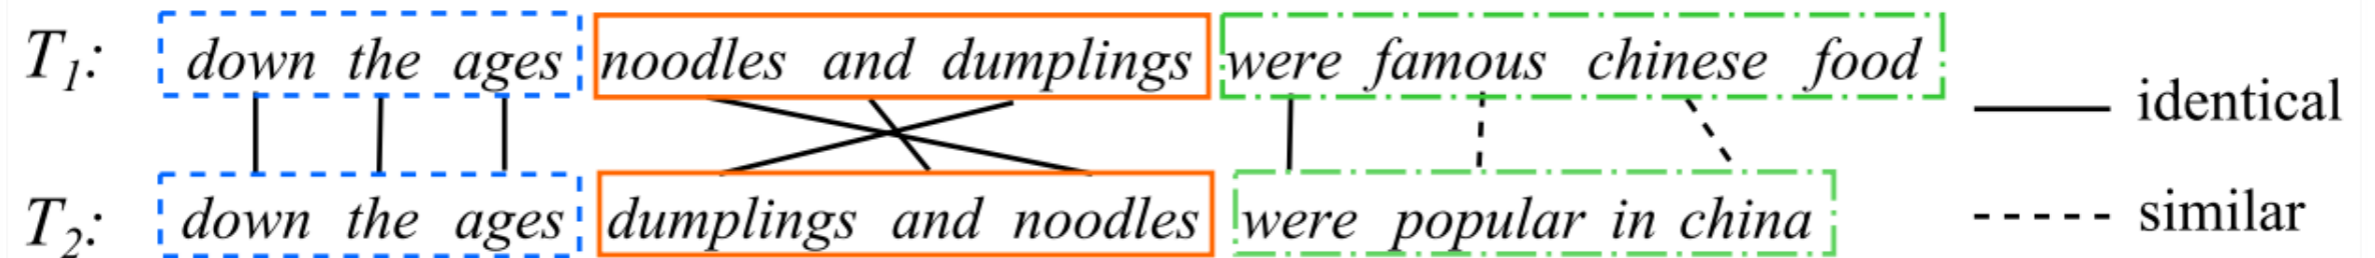 T1: down the ages noodles and dumplings were famous chinese food
identical
T2: down the ages dumplings and noodles were popular in china
similar